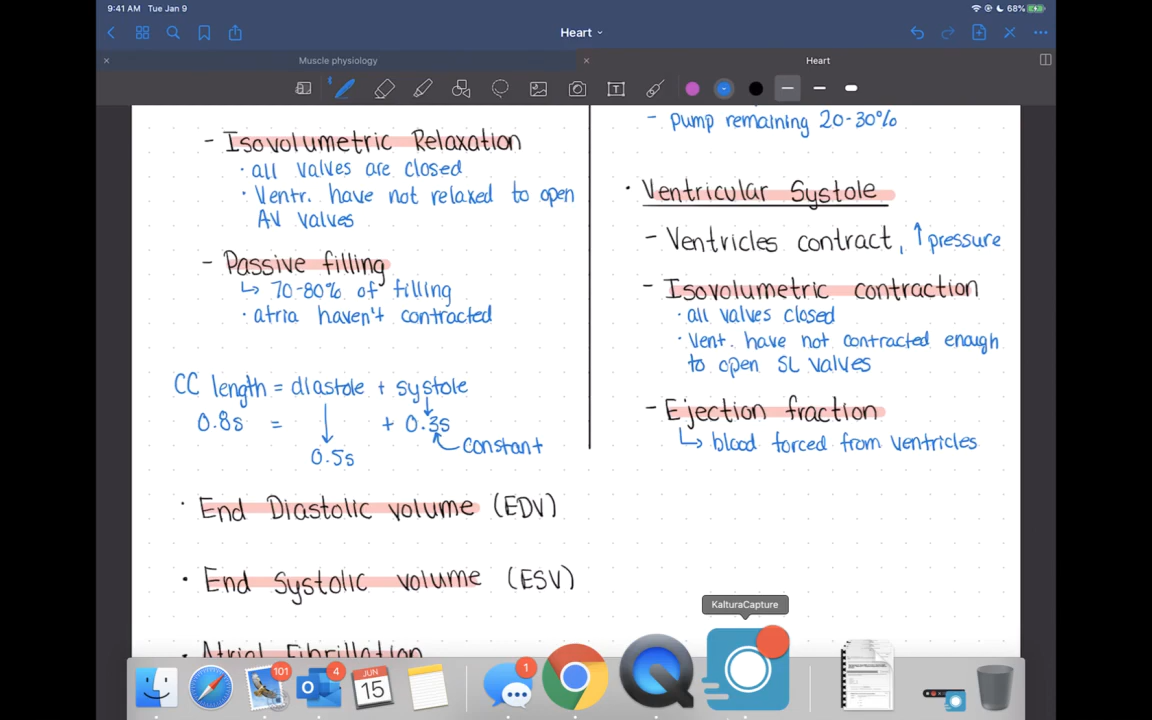 9:41 AM Tue Jan 9
68%
Heart
Muscle physiology
Heart
- Isovolumetric Relaxation
· all valves are closed
· Ventr. have not relaxed to open
AV valves
- Passive filling
↳ 70-80% of filling
· atria haven't contracted
CC length = diastole + systole
0.8s = + 0.3s
constant
0.5s
- pump remaining 20-30%
· Ventricular Systole
- Ventricles contract, ↑ pressure
- Isovolumetric contraction
· all valves closed
· Vent. have not contracted enough
to open SL valves
- Ejection fraction
↳ blood forced from ventricles
· End Diastolic volume (EDV)
· End Systolic volume (ESV)
Atrial Fibrillation
KalturaCapture
101
4
JUN
15
1